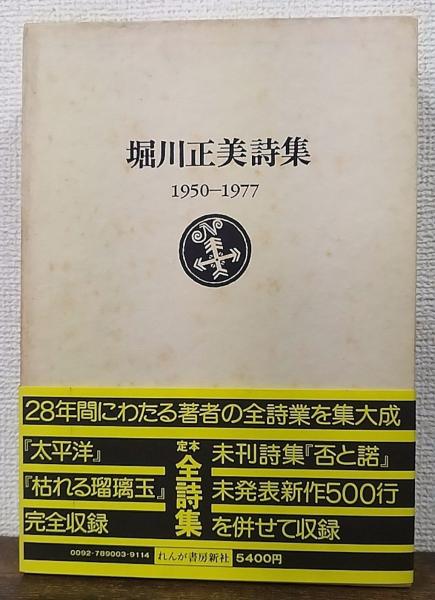 堀川正美詩集
1950—1977
N
28年間にわたる著者の全詩業を集大成
『太平洋』
『枯れる瑠璃玉』
完全収録
定本
全詩集
未刊詩集『否と諾』
未発表新作500行
を併せて収録
0092-789003-9114 れんが書房新社 5400円